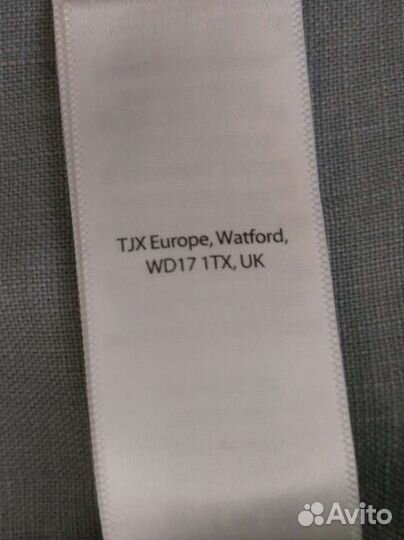 TJX Europe, Watford,
WD17 1TX, UK
Avito